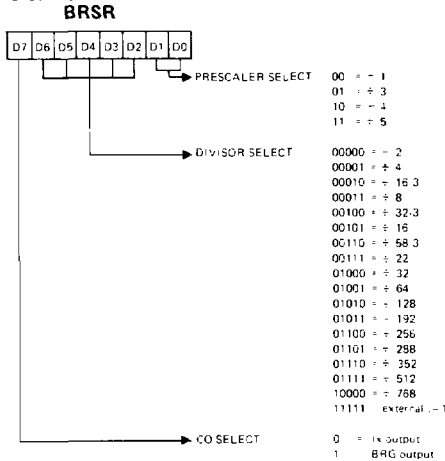 BRSR
D7 D6 D5 D4 D3 D2 D1 D0
PRESCALER SELECT 00 = ÷ 1
01 = ÷ 3
10 = ÷ 4
11 = ÷ 5
DIVISOR SELECT 00000 = ÷ 2
00001 = ÷ 4
00010 = ÷ 16/3
00011 = ÷ 8
00100 = ÷ 32/3
00101 = ÷ 16
00110 = ÷ 58/3
00111 = ÷ 22
01000 = ÷ 32
01001 = ÷ 64
01010 = ÷ 128
01011 = ÷ 192
01100 = ÷ 256
01101 = ÷ 288
01110 = ÷ 352
01111 = ÷ 512
10000 = ÷ 768
11111 external ÷ 1
CO SELECT 0 = 1x output
1 BRG output